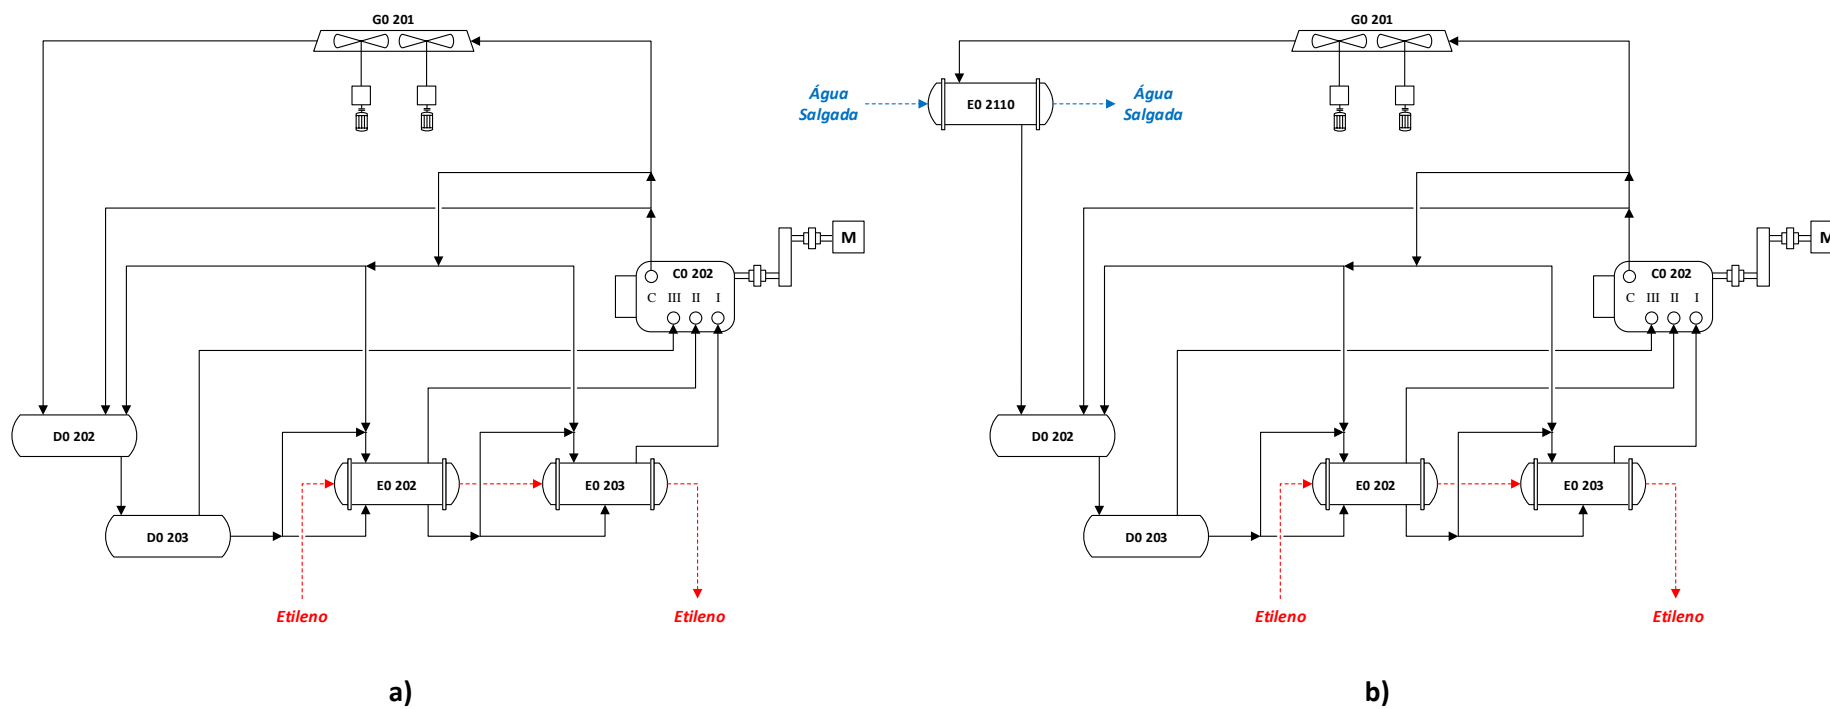 G0 201
M
C0 202
C III II I
D0 202
E0 202
E0 203
D0 203
Etileno
Etileno
a)
G0 201
Água
Salgada
E0 2110
Água
Salgada
M
C0 202
C III II I
D0 202
E0 202
E0 203
D0 203
Etileno
Etileno
b)